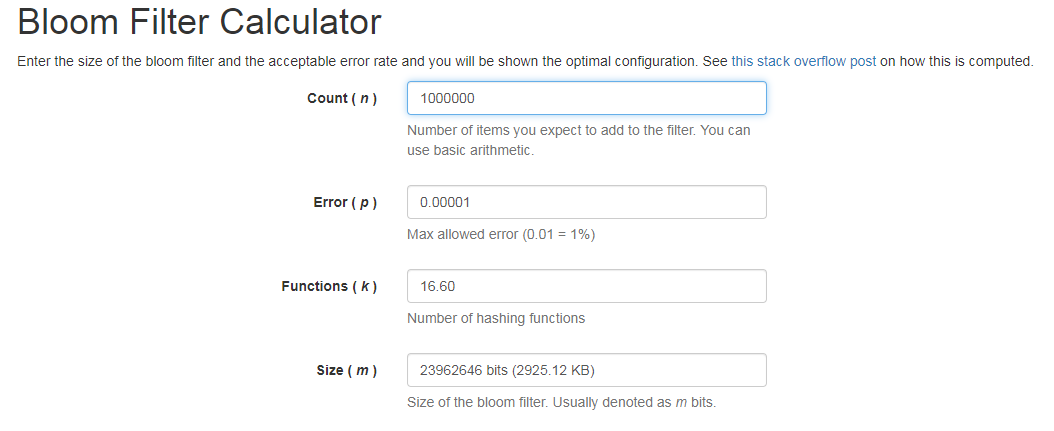 Bloom Filter Calculator
Enter the size of the bloom filter and the acceptable error rate and you will be shown the optimal configuration. See this stack overflow post on how this is computed.
Count ( n )
1000000
Number of items you expect to add to the filter. You can
use basic arithmetic.
Error ( p )
0.00001
Max allowed error (0.01 = 1%)
Functions ( k )
16.60
Number of hashing functions
Size ( m )
23962646 bits (2925.12 KB)
Size of the bloom filter. Usually denoted as m bits.